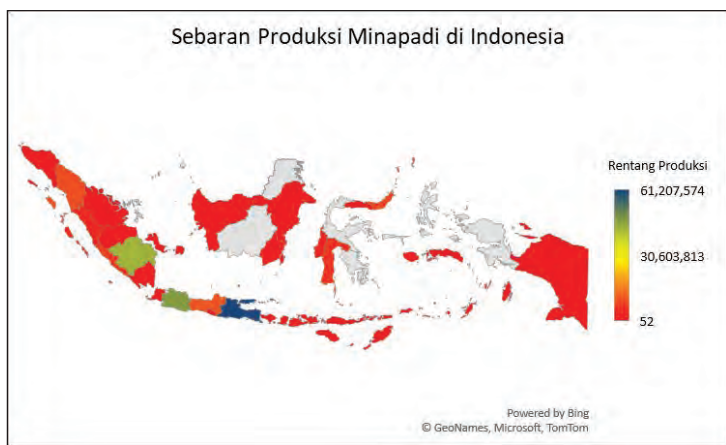 Sebaran Produksi Minapadi di Indonesia
Rentang Produksi
61,207,574
30,603,813
52
Powered by Bing
© GeoNames, Microsoft, TomTom